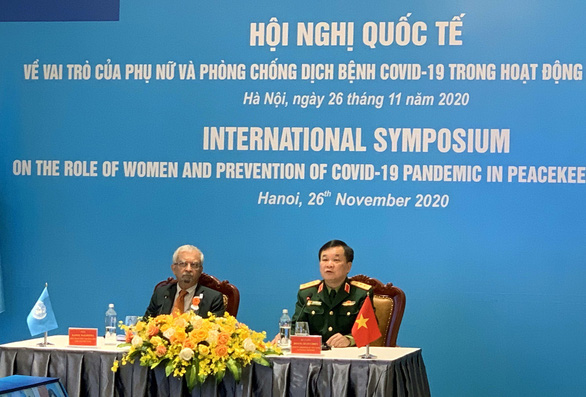 HỘI NGHỊ QUỐC TẾ
VỀ VAI TRÒ CỦA PHỤ NỮ VÀ PHÒNG CHỐNG DỊCH BỆNH COVID-19 TRONG HOẠT ĐỘNG
Hà Nội, ngày 26 tháng 11 năm 2020
INTERNATIONAL SYMPOSIUM
ON THE ROLE OF WOMEN AND PREVENTION OF COVID-19 PANDEMIC IN PEACEKEE
Hanoi, 26th November 2020